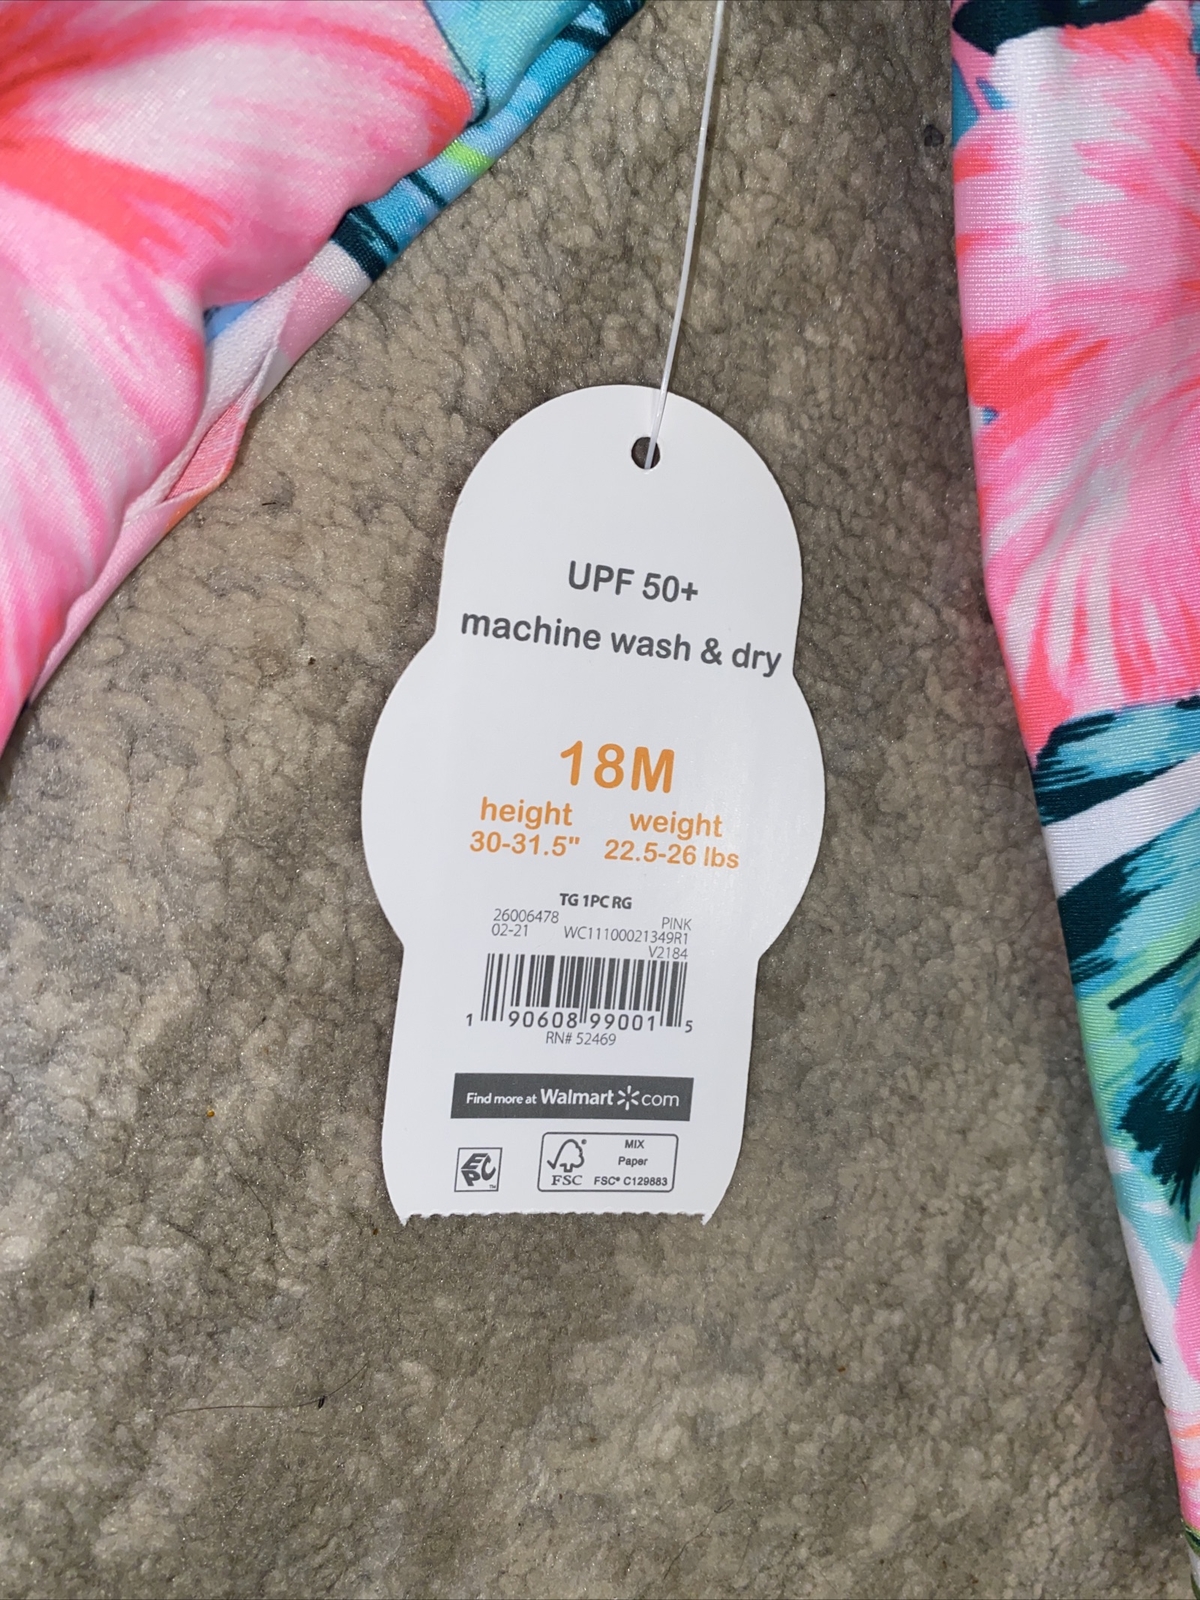 UPF 50+
machine wash & dry
18M
height weight
30-31.5" 22.5-26 lbs
TG 1PC RG
26006478 PINK
02-21 WC11100021349R1
V2184
1 90608 99001 5
RN# 52469
Find more at Walmart com
EPC™
FSC® MIX
Paper
FSC® C129883